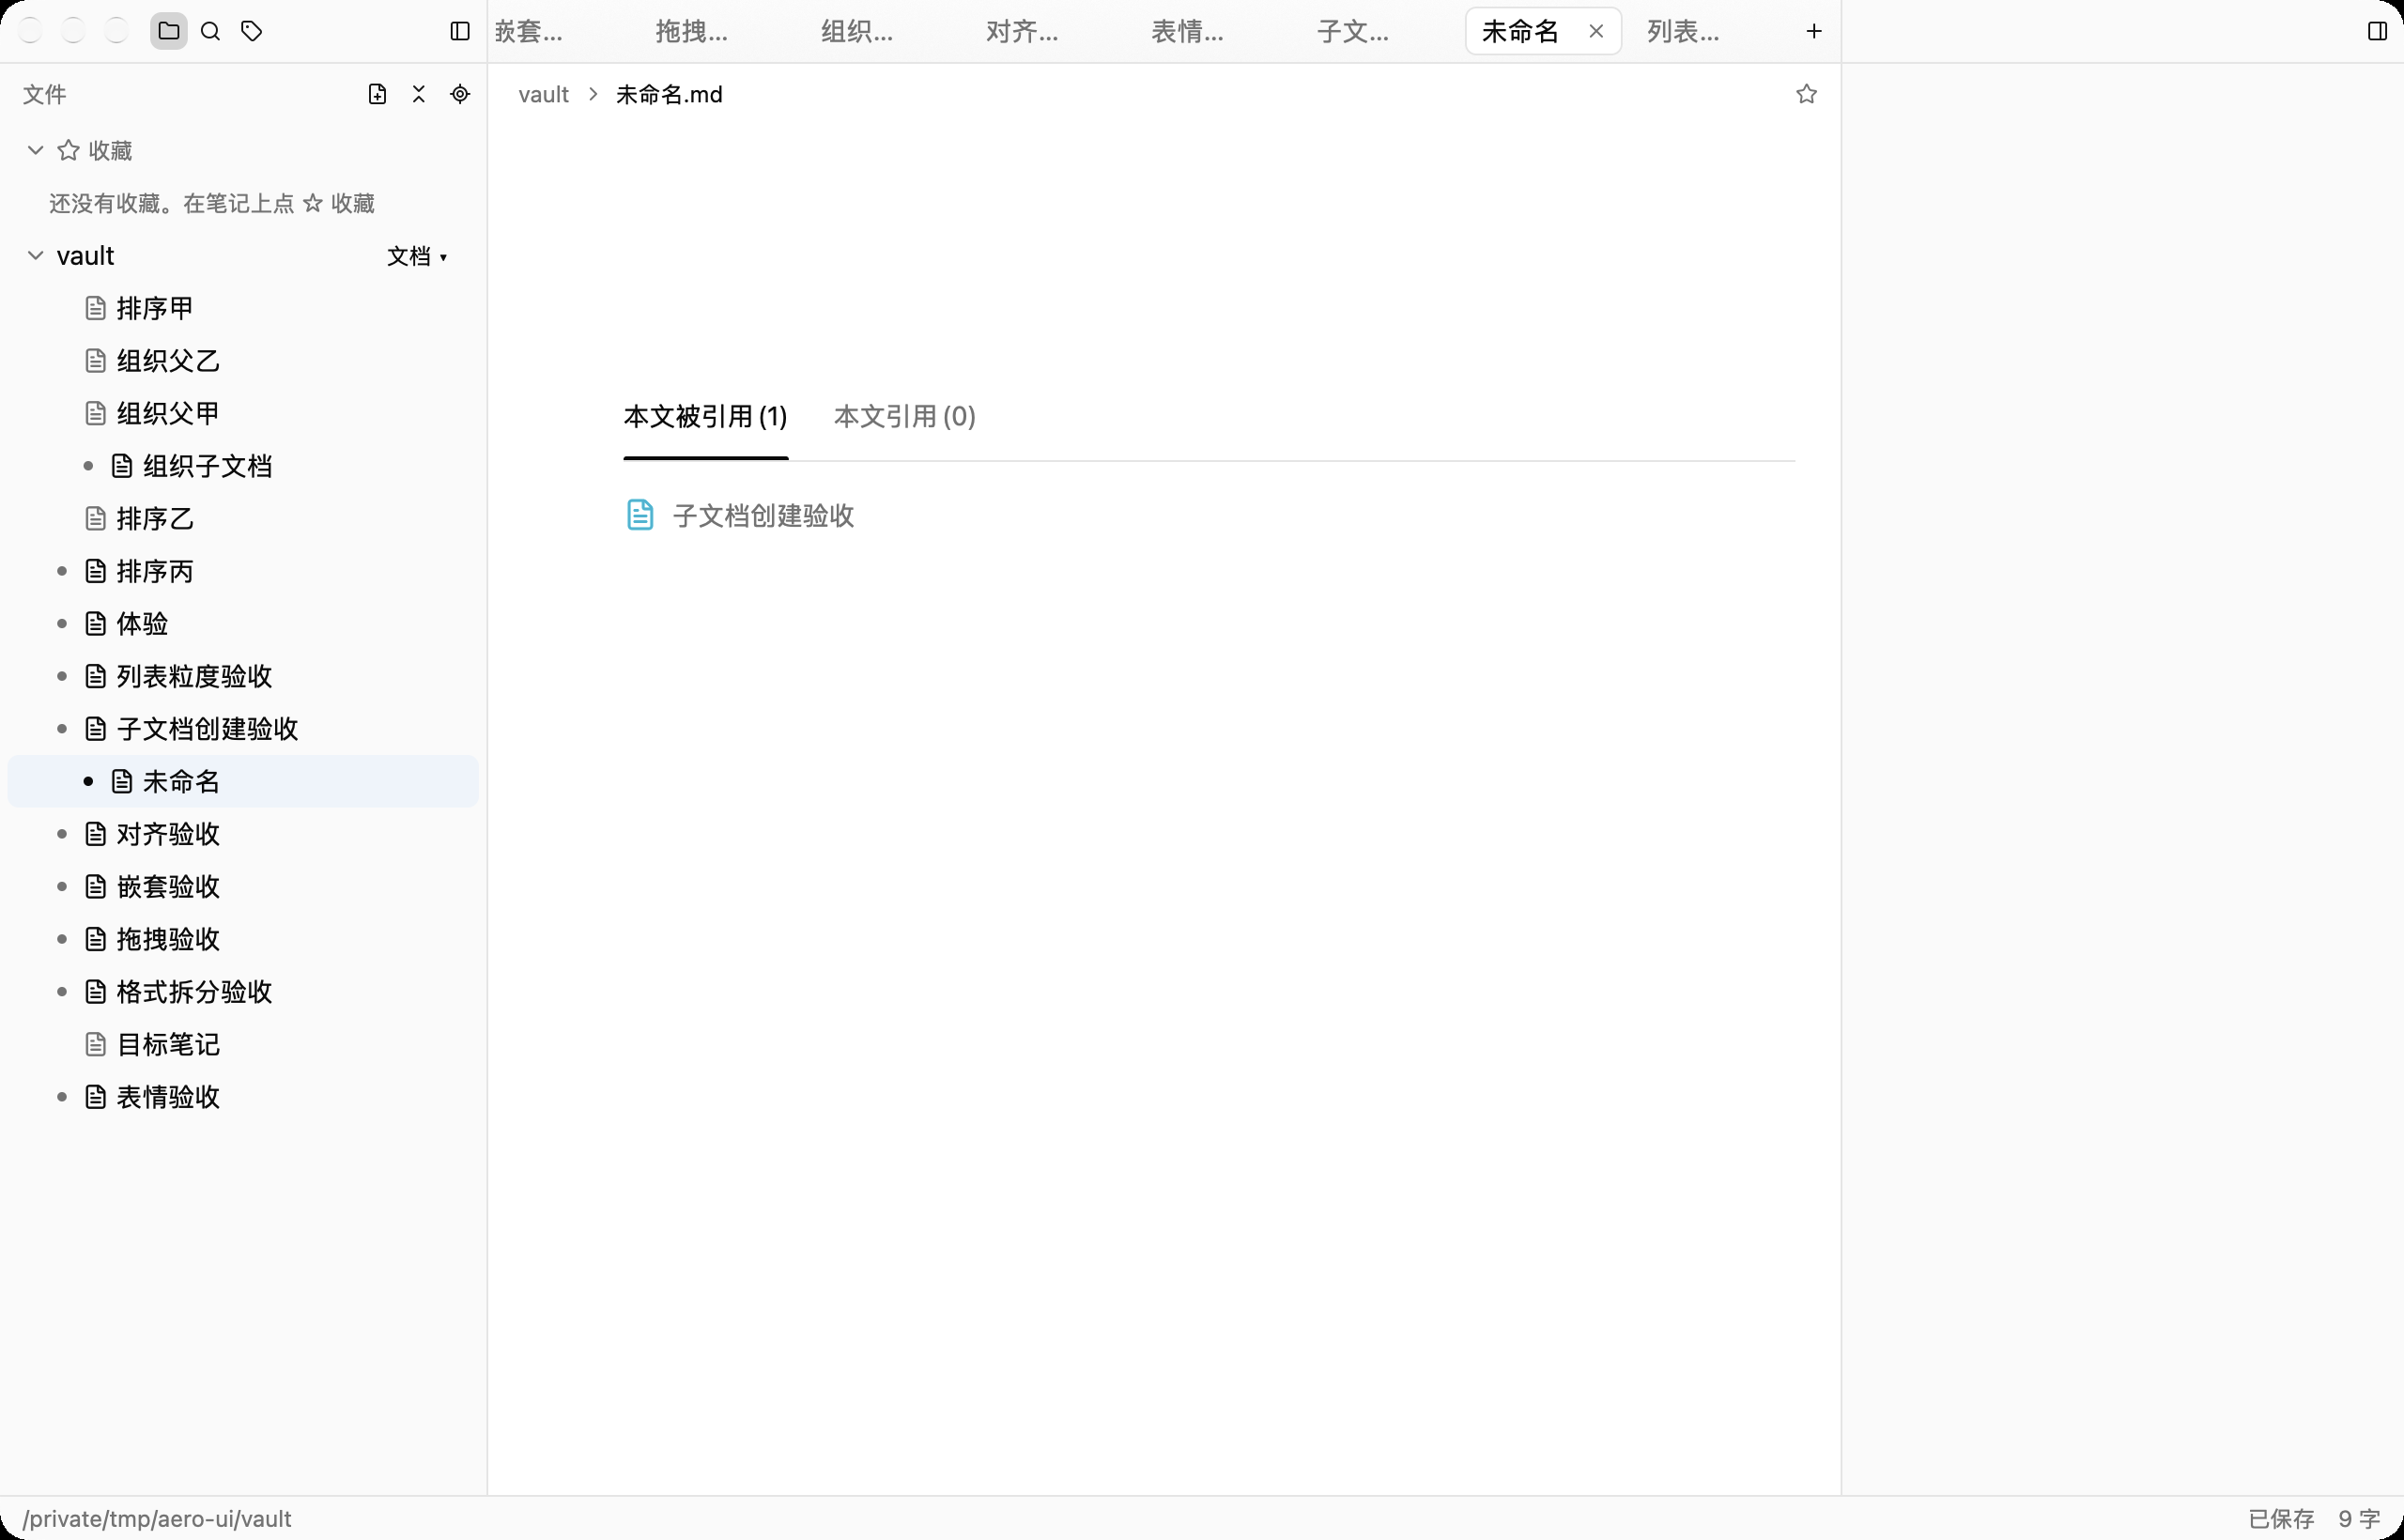 嵌套... 拖拽... 组织... 对齐... 表情... 子文... 未命名 列表...
文件
vault > 未命名.md
收藏
还没有收藏。在笔记上点 ☆ 收藏
vault 文档
排序甲
组织父乙
组织父甲
组织子文档
排序乙
排序丙
体验
列表粒度验收
子文档创建验收
未命名
对齐验收
嵌套验收
拖拽验收
格式拆分验收
目标笔记
表情验收
本文被引用 (1) 本文引用 (0)
子文档创建验收
/private/tmp/aero-ui/vault
已保存 9 字